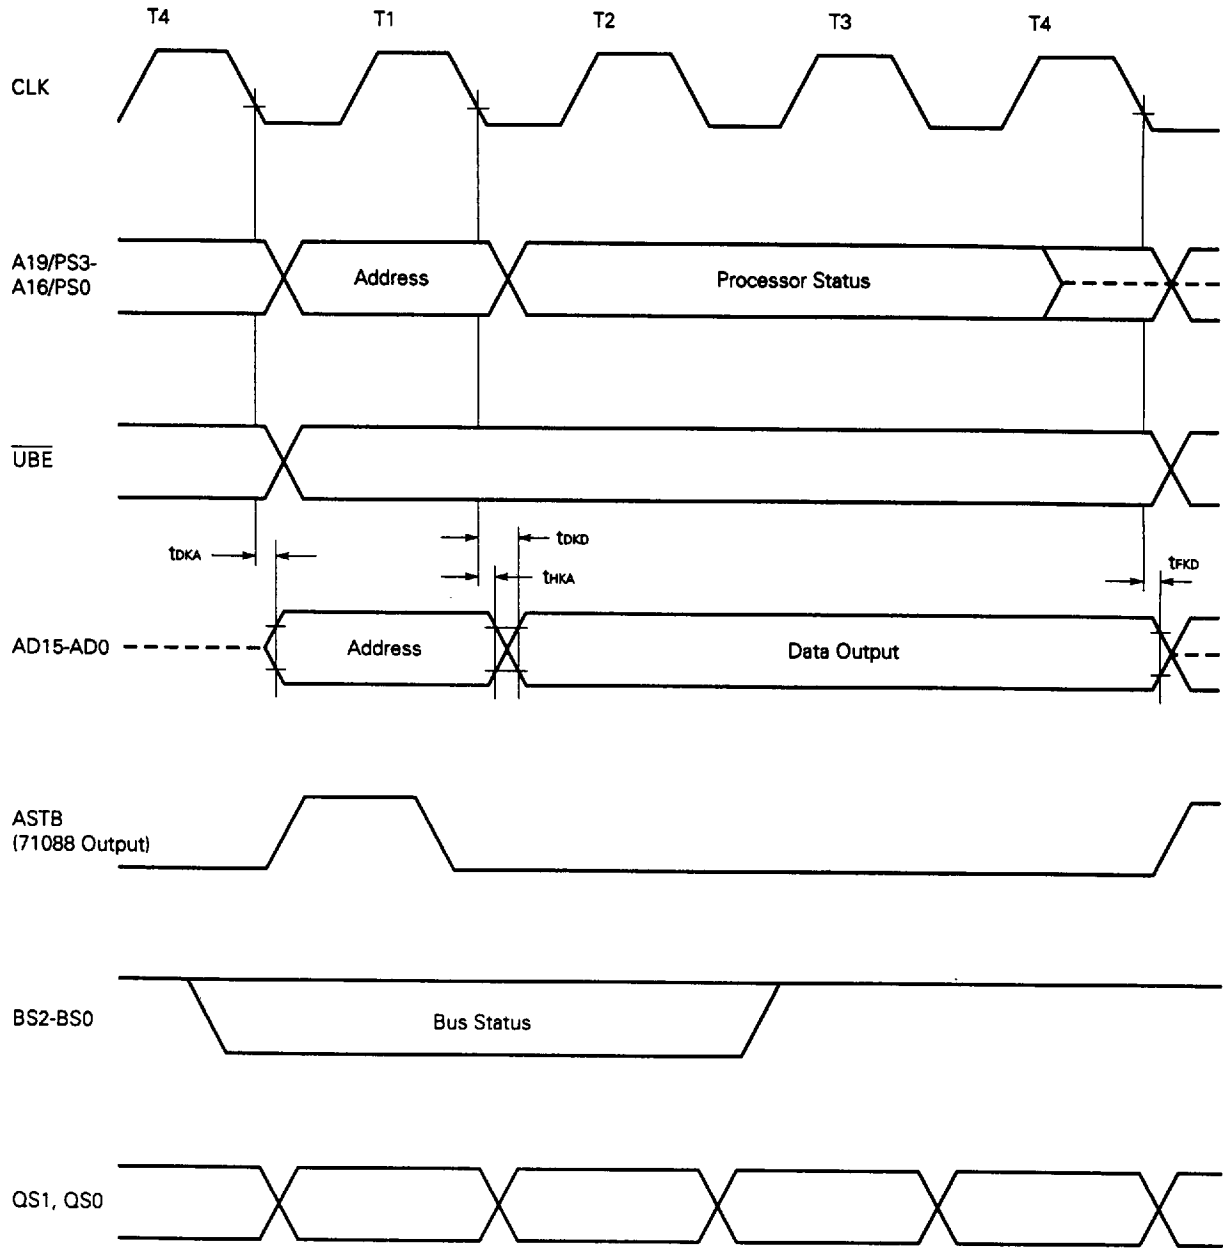 T4 T1 T2 T3 T4
CLK
A19/PS3-
A16/PS0
Address
Processor Status
UBE
tDKA
tDKD
tHKA
tFKD
AD15-AD0
Address
Data Output
ASTB
(71088 Output)
BS2-BS0
Bus Status
QS1, QS0